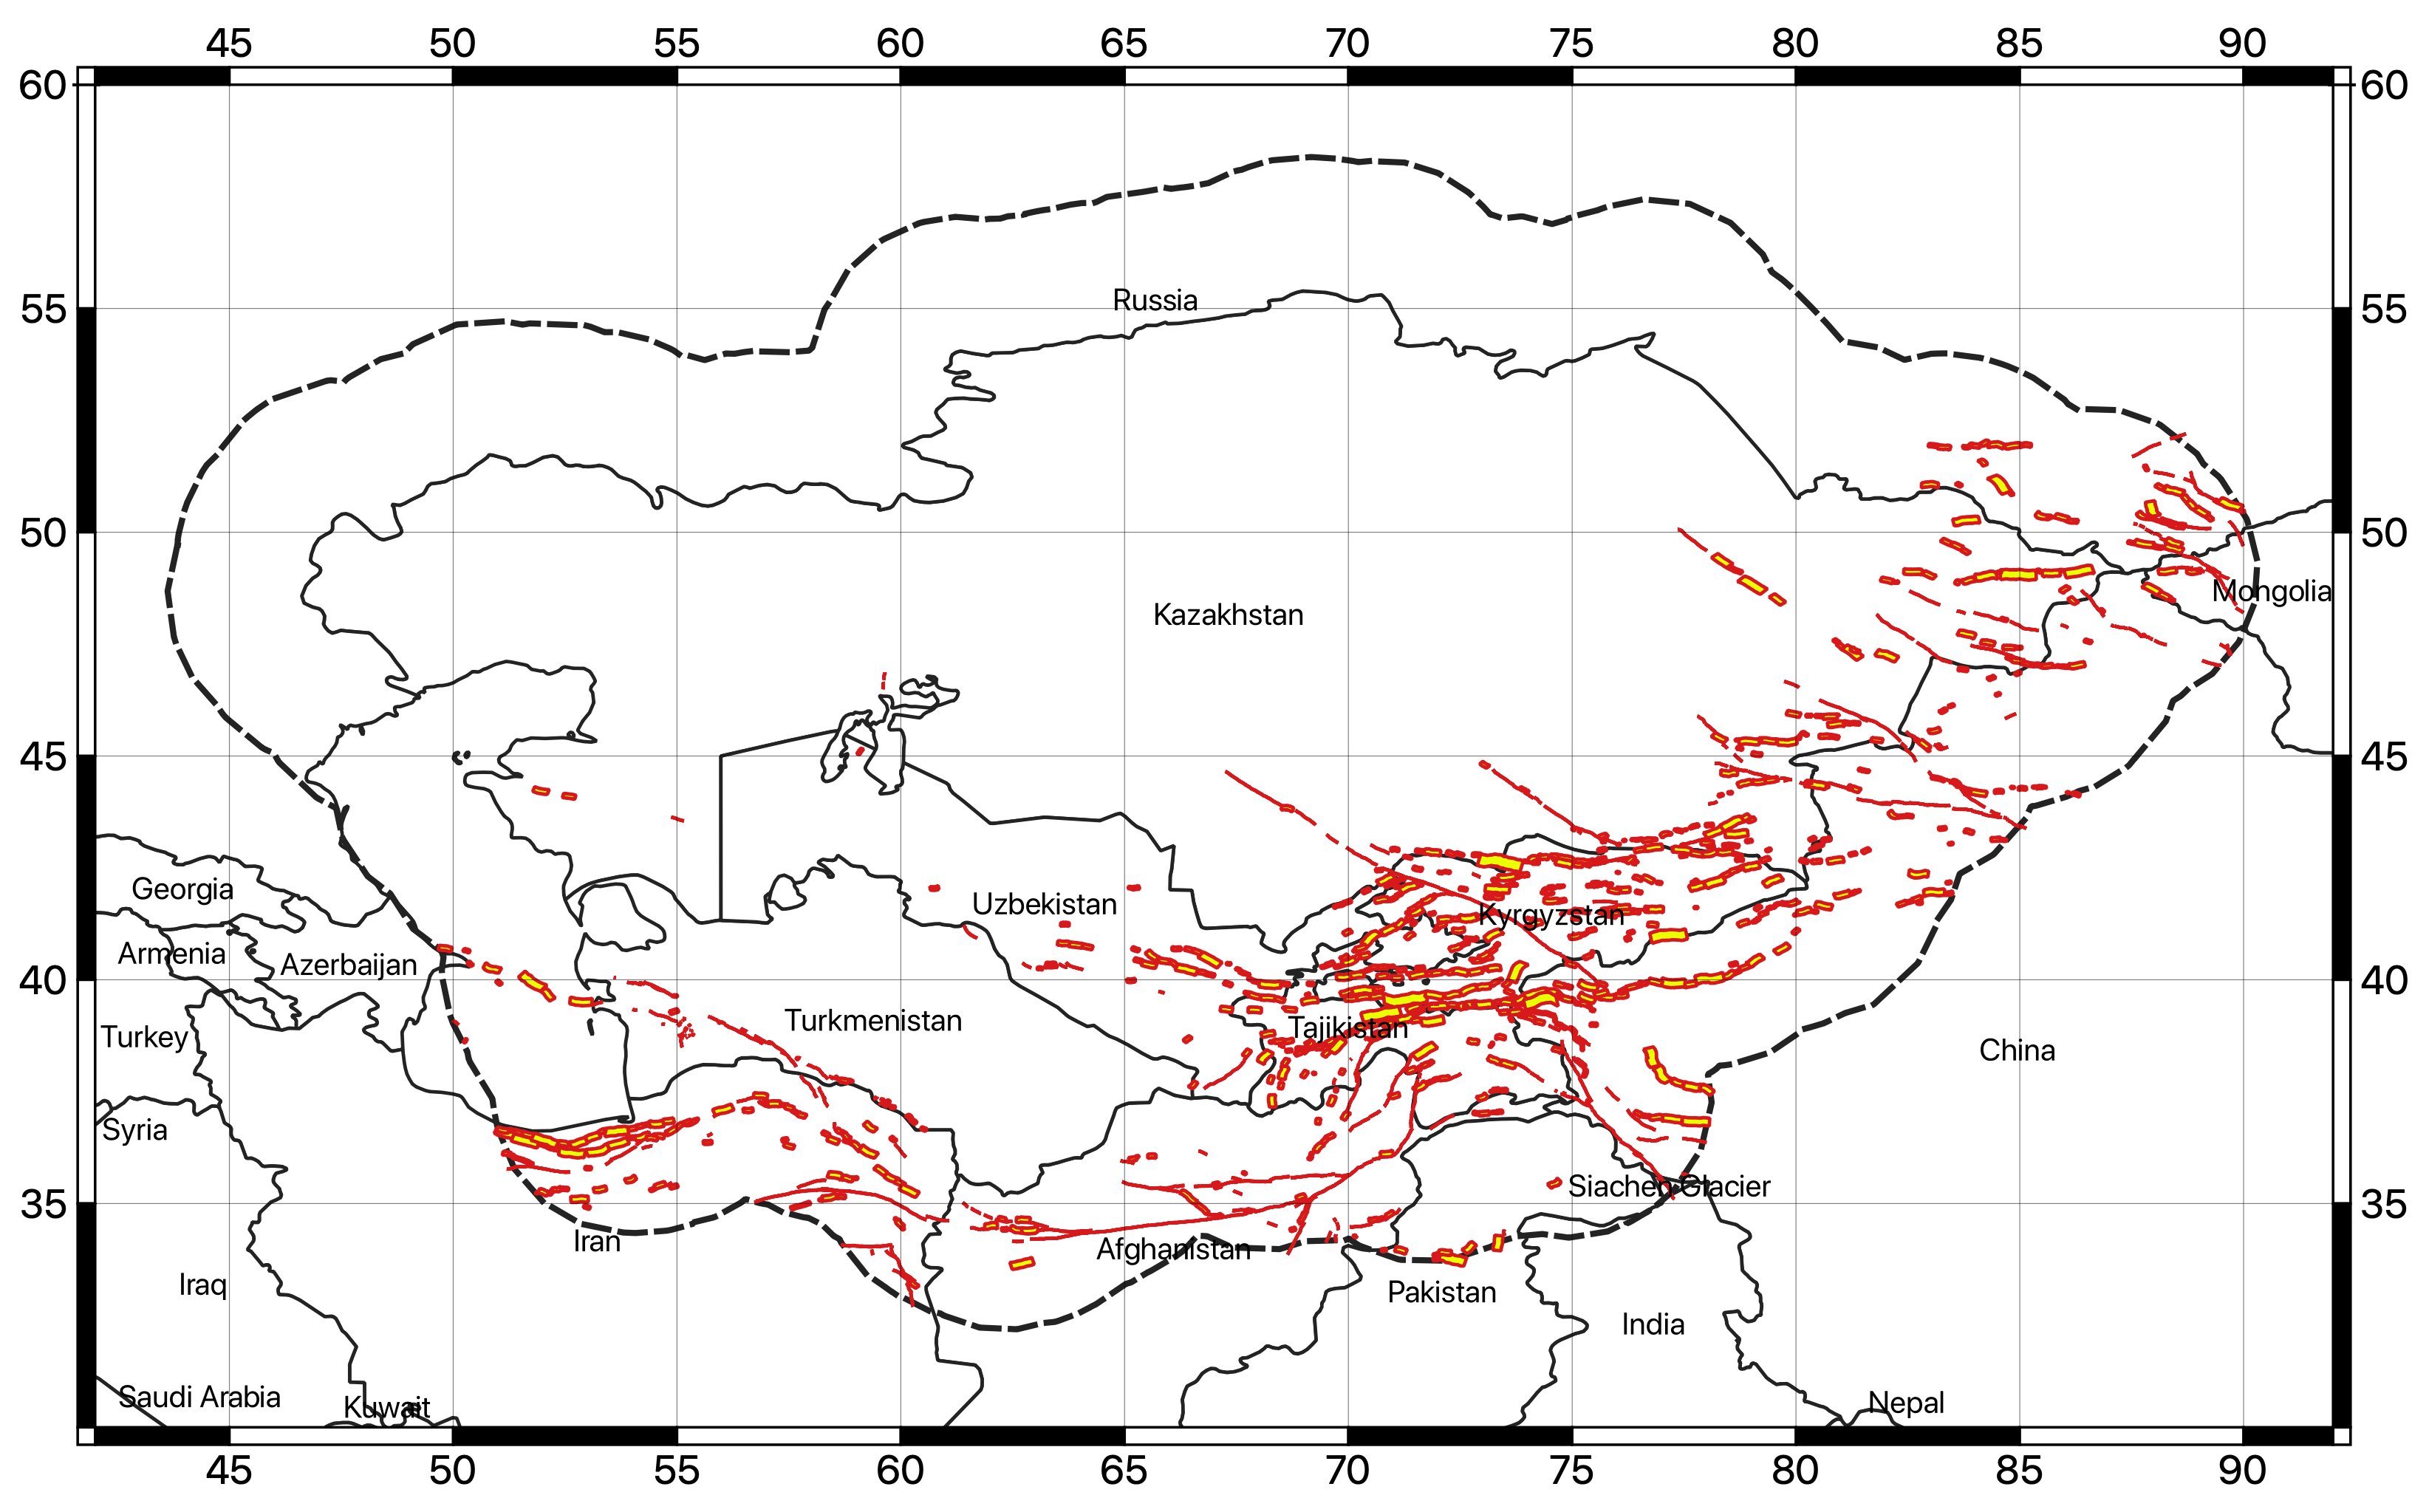 45 50 55 60 65 70 75 80 85 90
60 60
Russia
55 55
50 50
Mongolia
Kazakhstan
45 45
Georgia
Uzbekistan
Kyrgyzstan
Armenia
Azerbaijan
40 40
Turkmenistan
Tajikistan
Turkey
China
Syria
Siachen Glacier
35 35
Iran
Afghanistan
Iraq
Pakistan
India
Saudi Arabia
Kuwait
Nepal
45 50 55 60 65 70 75 80 85 90